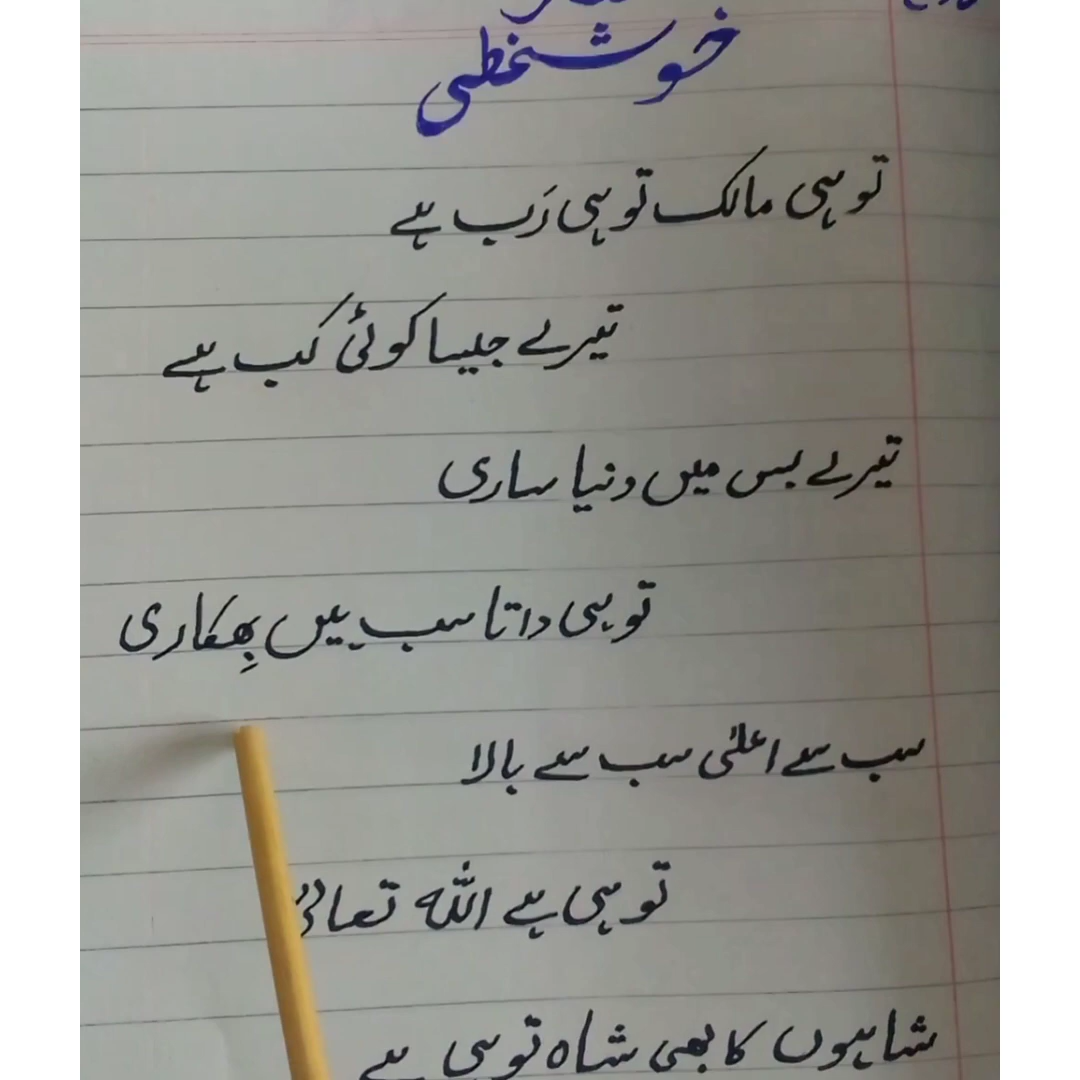 خوشخطی
تو ہی مالک تو ہی رَب ہے
تیرے جیسا کوئی کب ہے
تیرے بس میں دنیا ساری
تو ہی داتا سب ہیں بھِکاری
سب سے اعلیٰ سب سے بالا
تو ہی ہے اللہ تعالیٰ
شاہوں کا بھی شاہ تو ہی ہے